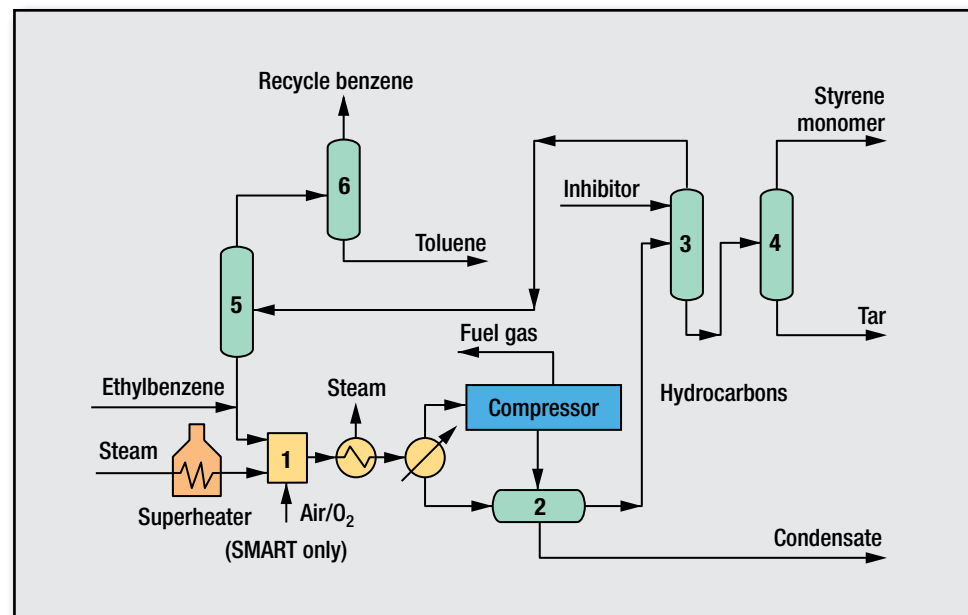 Recycle benzene
Styrene
monomer
6
Inhibitor
3
4
Toluene
5
Tar
Fuel gas
Ethylbenzene
Steam
Compressor
Hydrocarbons
Steam
1
2
Superheater
Air/O₂
(SMART only)
Condensate